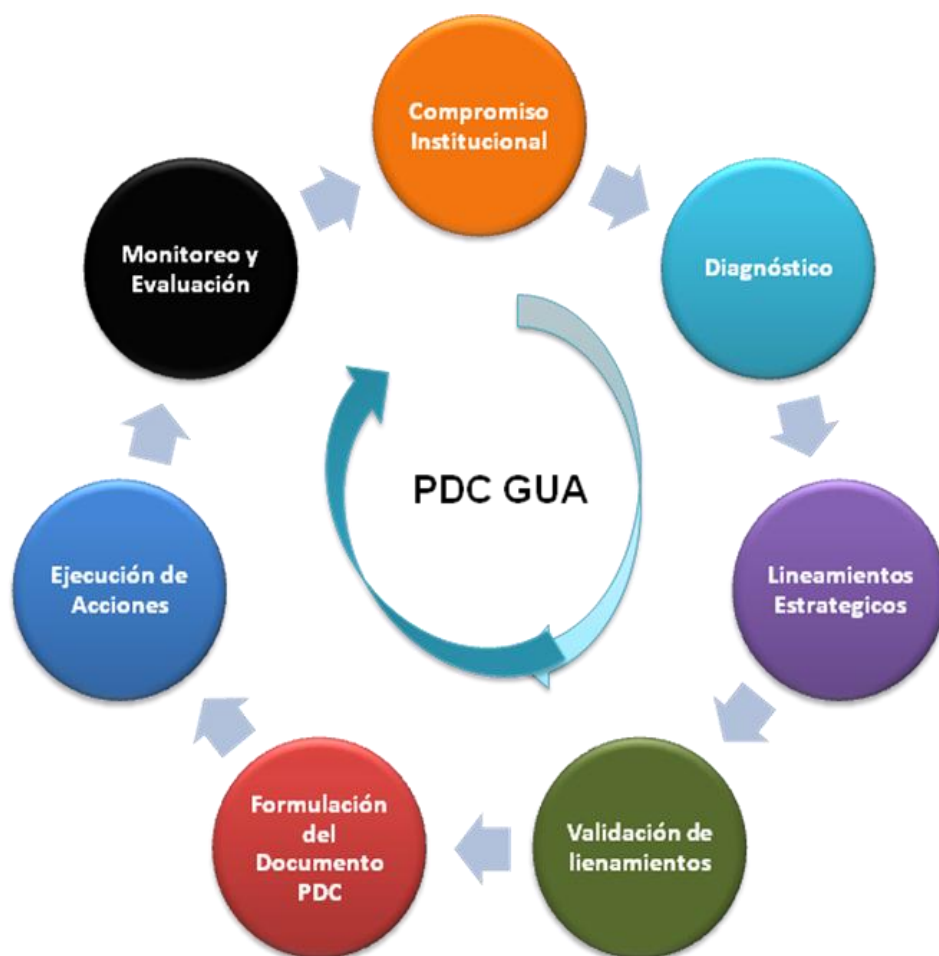 Compromiso
Institucional
Diagnóstico
Lineamientos
Estrategicos
Validación de
lienamientos
Formulación
del
Documento
PDC
Ejecución de
Acciones
Monitoreo y
Evaluación
PDC GUA